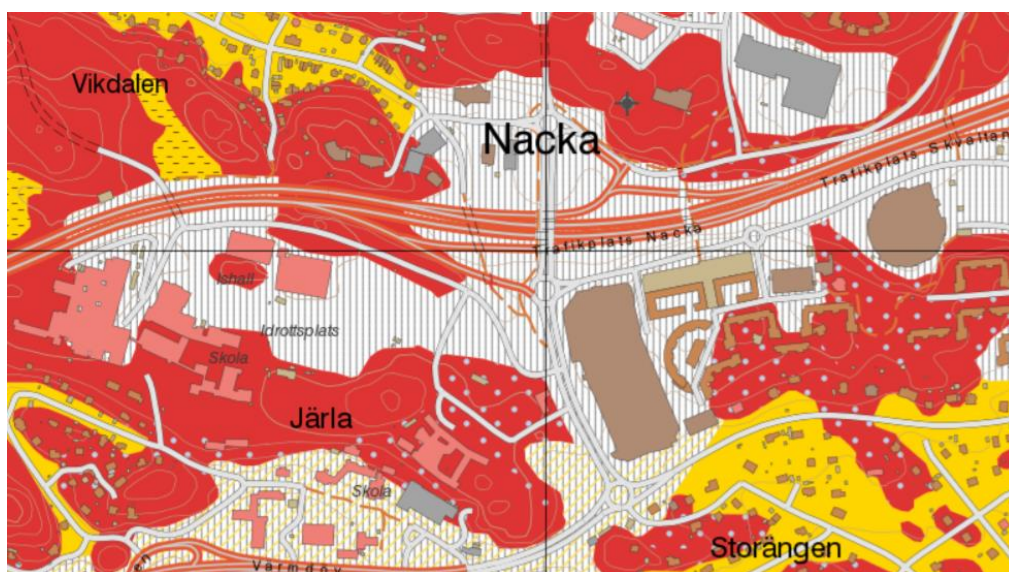 Vikdalen
Nacka
Trafikplats Skvaltan
Trafikplats Nacka
Ishall
Idrottsplats
Skola
Järla
Skola
Storängen